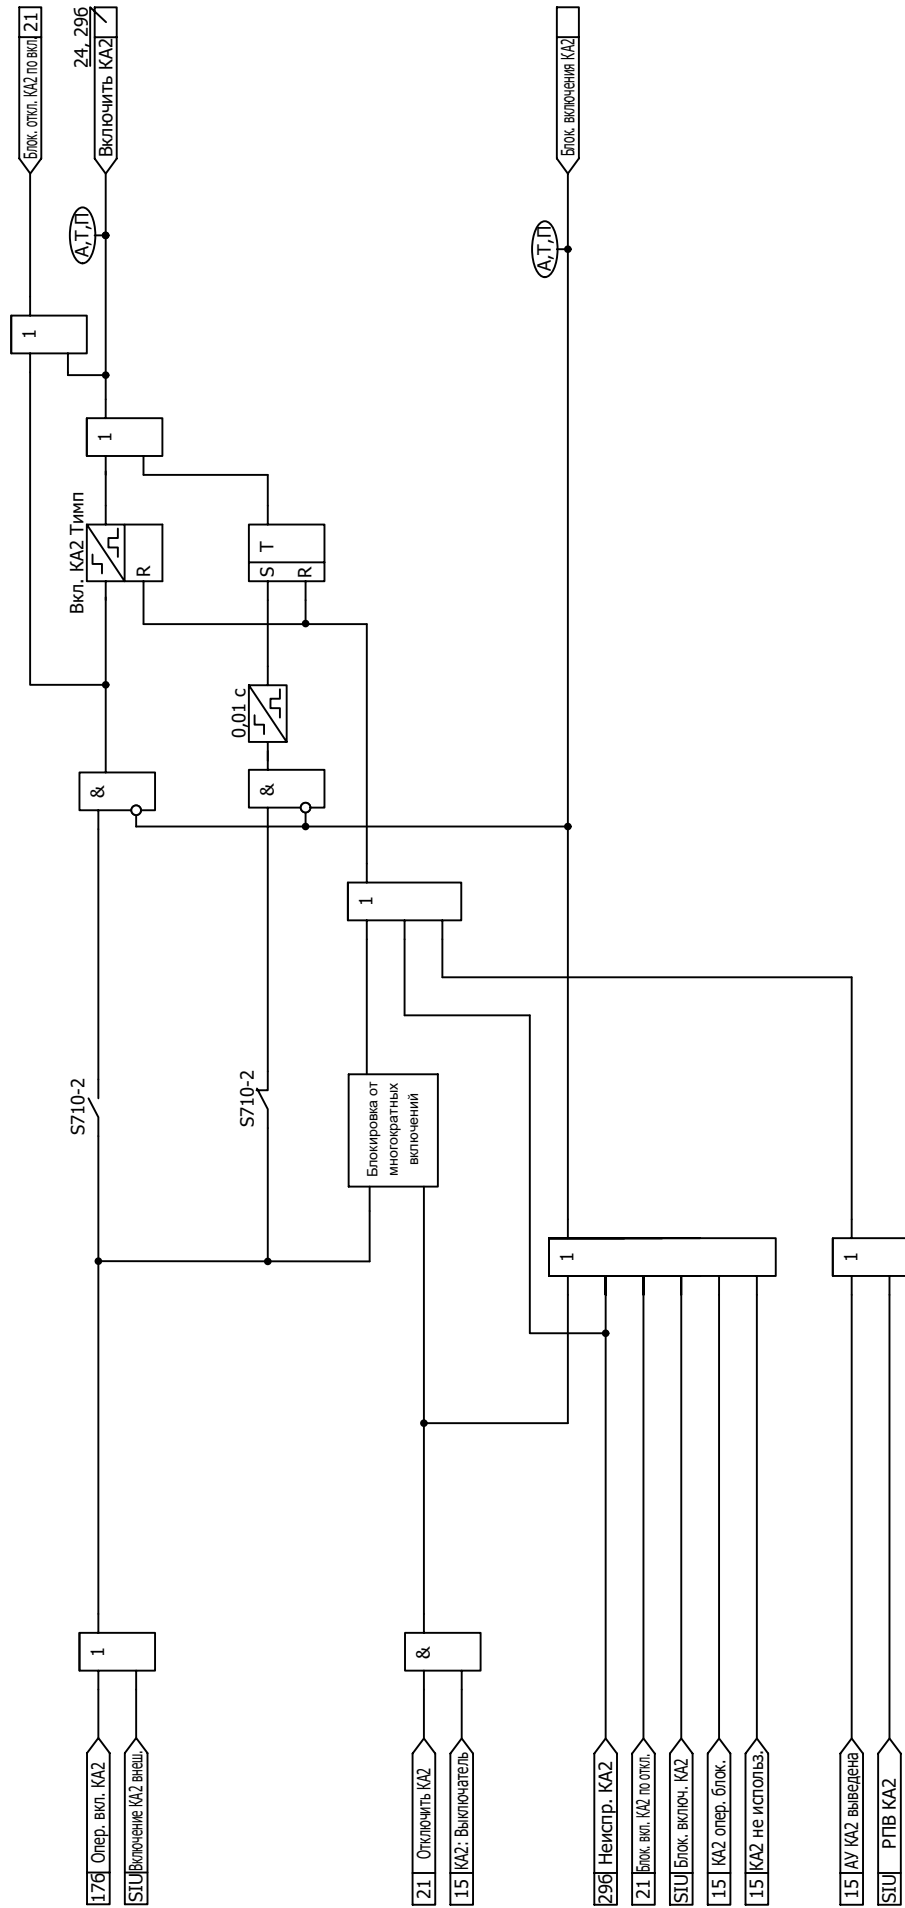 176 Опер. вкл. КА2
SIU Включение КА2 внеш.
1
21 Отключить КА2
15 КА2: Выключатель
&
296 Неиспр. КА2
21 Блок. вкл. КА2 по откл.
SIU Блок. включ. КА2
15 КА2 опер. блок.
15 КА2 не использ.
1
15 АУ КА2 выведена
SIU РПВ КА2
1
S710-2
S710-2
Блокировка от
многократных
включений
1
&
&
0,01 с
Вкл. КА2 Тимп
R
S T
R
1
1
А,Т,П
А,Т,П
Блок. откл. КА2 по вкл. 21
24, 296
Включить КА2
Блок. включения КА2